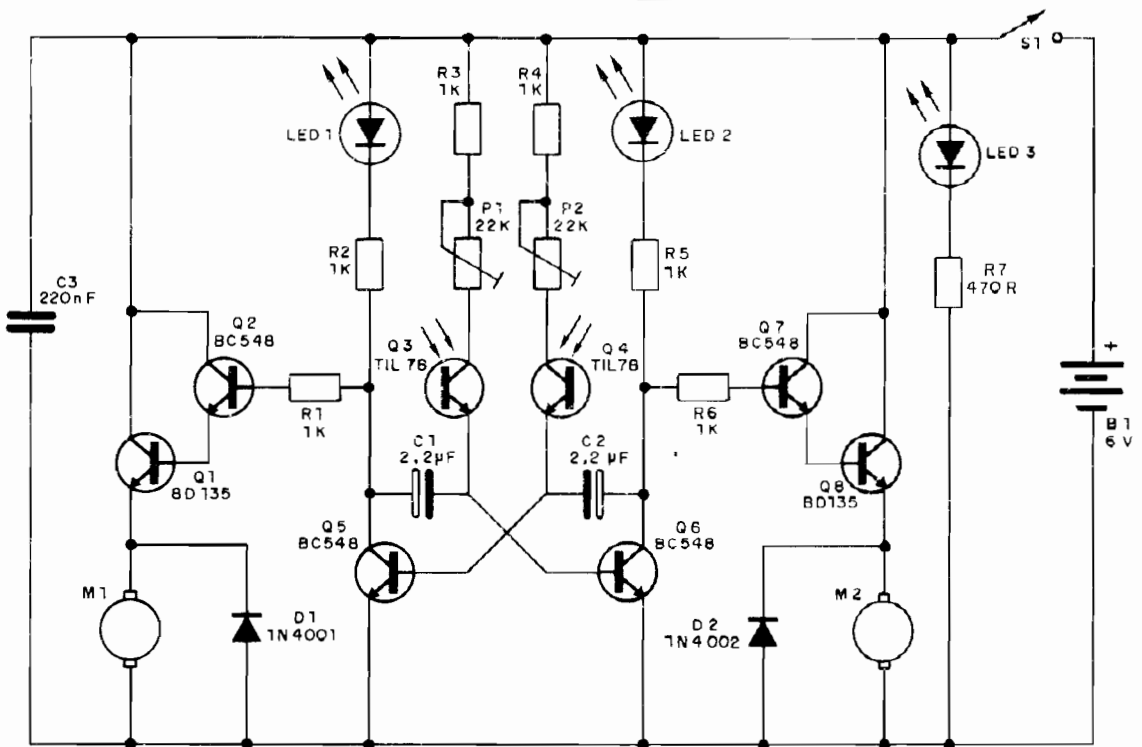 S1
R3
1K
R4
1K
LED 1
LED 2
LED 3
P1
22K
P2
22K
R2
1K
R5
1K
R7
470R
C3
220nF
Q2
BC548
Q3
TIL 78
Q4
TIL78
Q7
BC548
R1
1K
R6
1K
+
B1
6 V
Q1
BD135
C1
2,2µF
C2
2,2µF
Q8
BD135
Q5
BC548
Q6
BC548
M1
D1
1N4001
D2
1N4002
M2